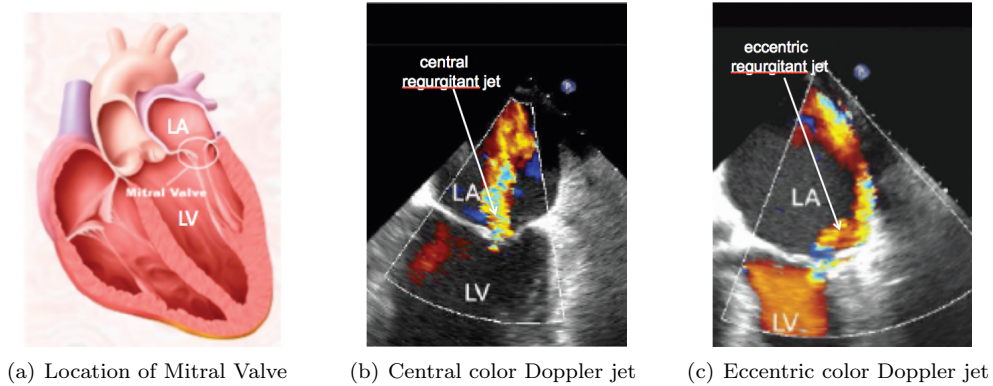 LA
Mitral Valve
LV
central
regurgitant jet
LA
LV
eccentric
regurgitant jet
LA
LV
(a) Location of Mitral Valve
(b) Central color Doppler jet
(c) Eccentric color Doppler jet